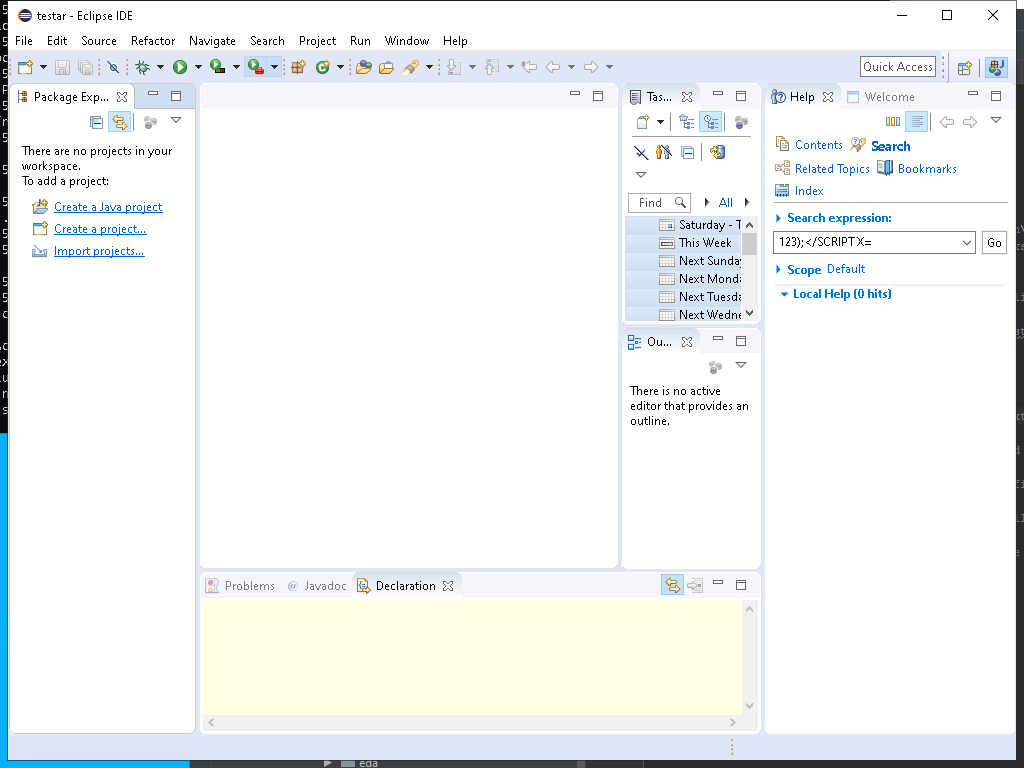 testar - Eclipse IDE
File Edit Source Refactor Navigate Search Project Run Window Help
Quick Access
Package Exp...
There are no projects in your
workspace.
To add a project:
Create a Java project
Create a project...
Import projects...
Tas...
Find All
Saturday - T
This Week
Next Sunday
Next Monda
Next Tuesda
Next Wedne
Ou...
There is no active
editor that provides an
outline.
Help Welcome
Contents Search
Related Topics Bookmarks
Index
Search expression:
123);</SCRIPT X= Go
Scope Default
Local Help (0 hits)
Problems @ Javadoc Declaration
eda